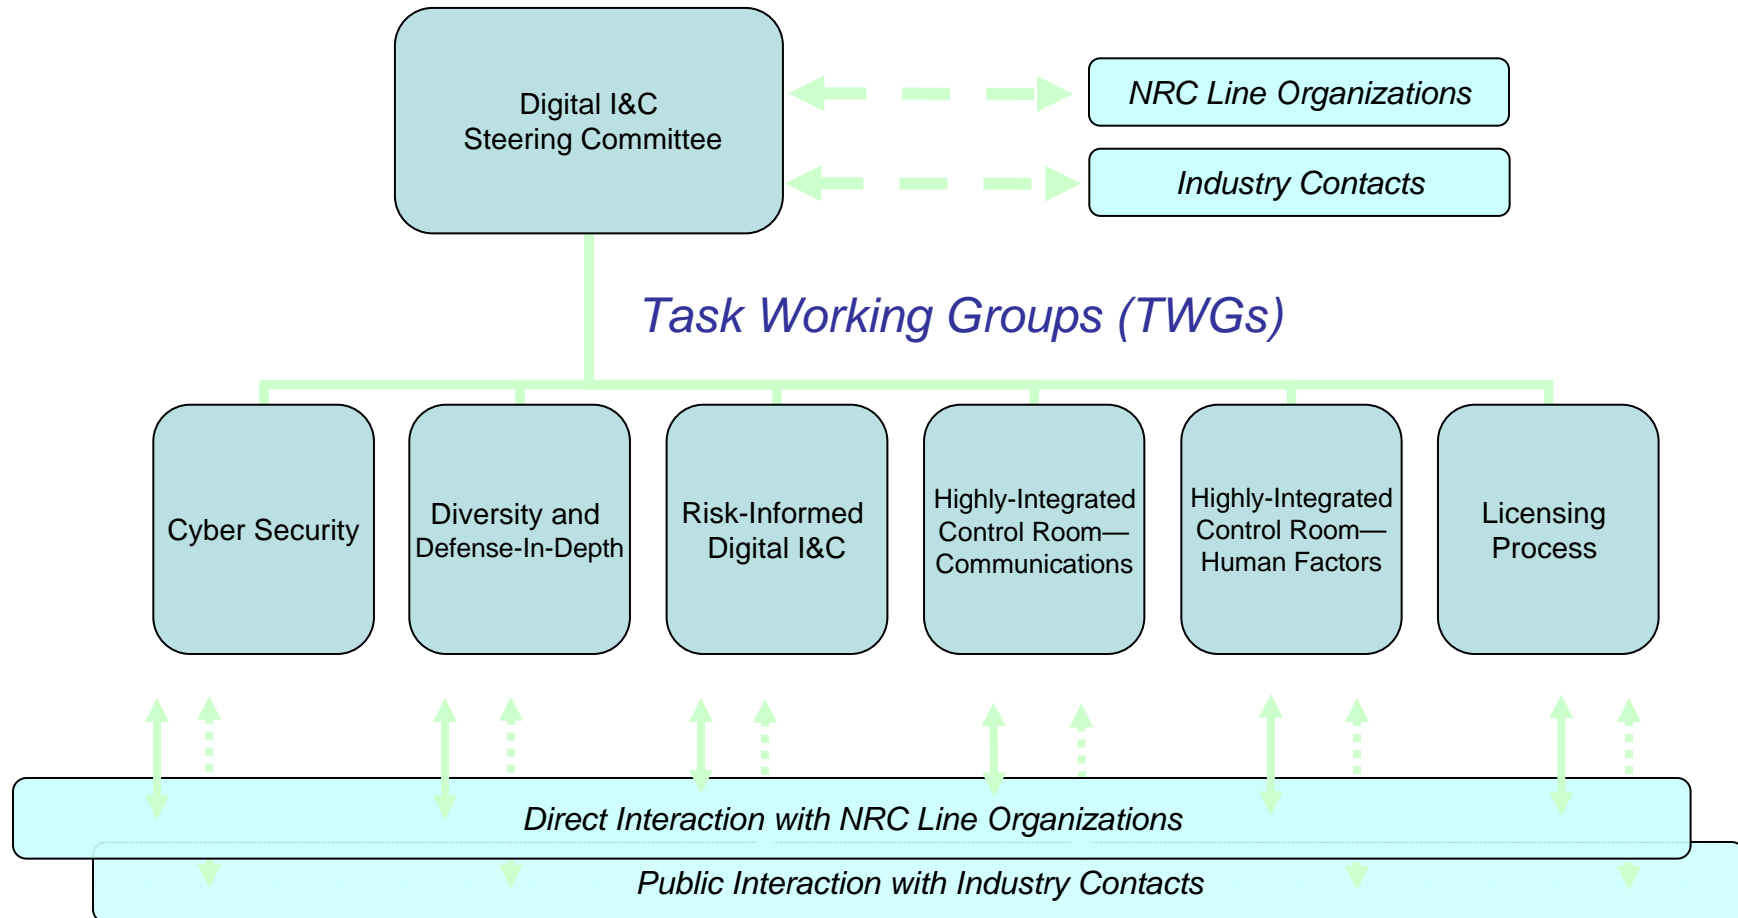 Digital I&C
Steering Committee
NRC Line Organizations
Industry Contacts
Task Working Groups (TWGs)
Cyber Security
Diversity and
Defense-In-Depth
Risk-Informed
Digital I&C
Highly-Integrated
Control Room—
Communications
Highly-Integrated
Control Room—
Human Factors
Licensing
Process
Direct Interaction with NRC Line Organizations
Public Interaction with Industry Contacts